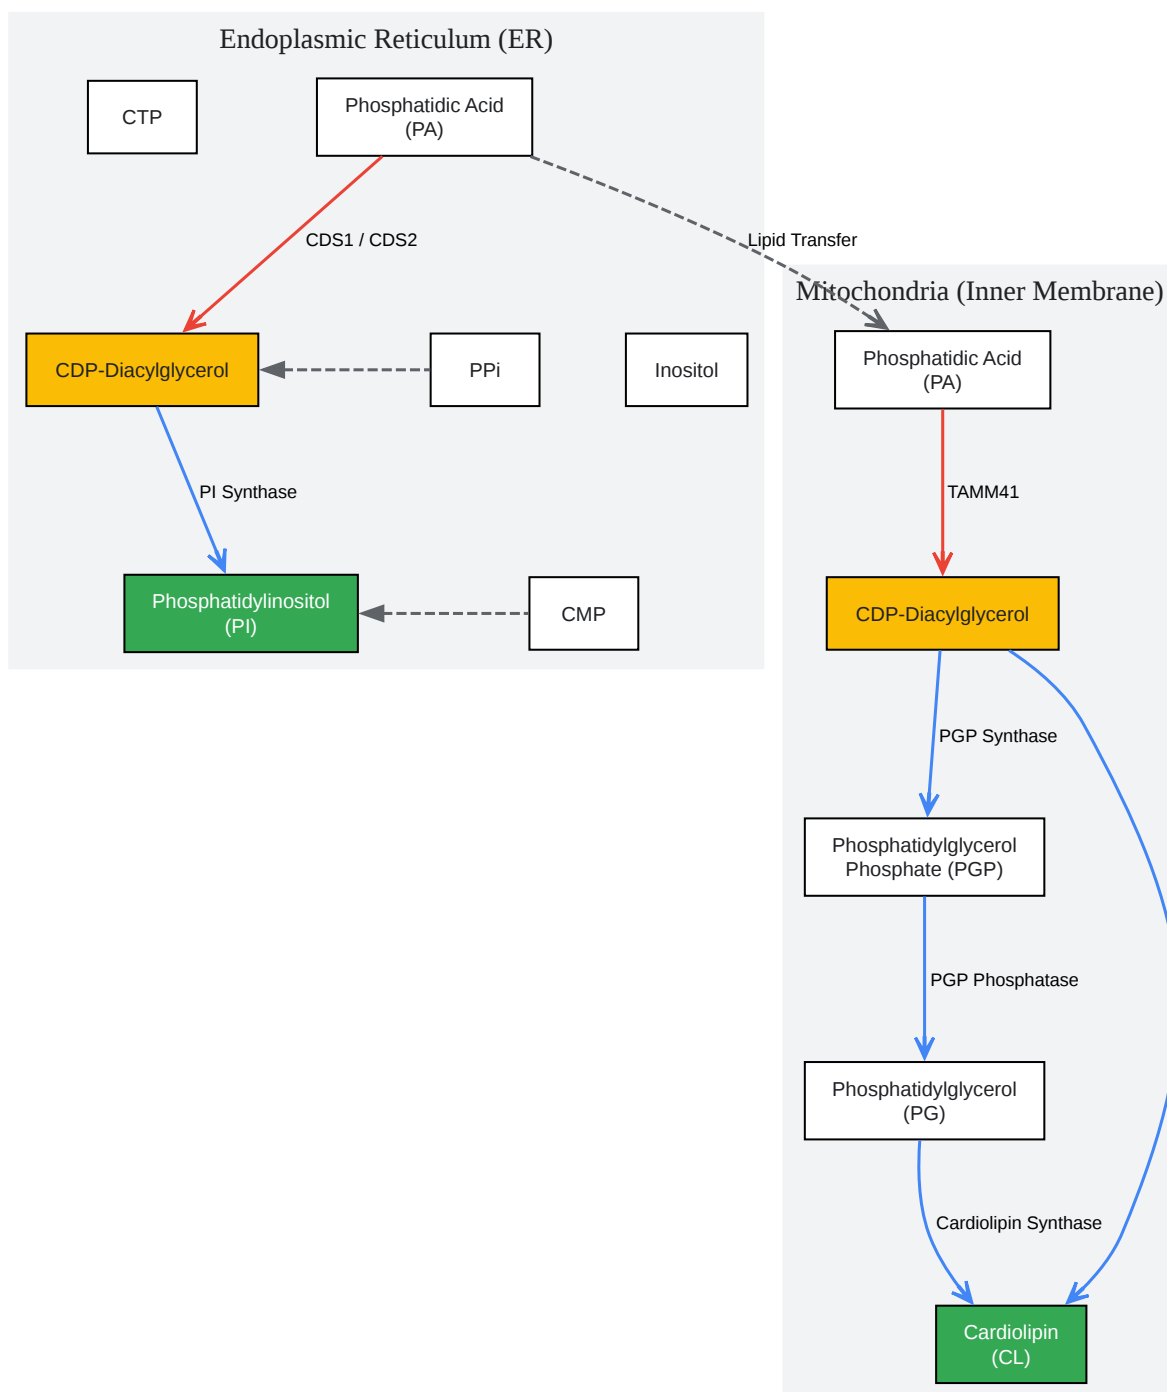 Endoplasmic Reticulum (ER)
CTP
Phosphatidic Acid
(PA)
CDS1 / CDS2
Lipid Transfer
Mitochondria (Inner Membrane)
CDP-Diacylglycerol
PPi
Inositol
Phosphatidic Acid
(PA)
PI Synthase
TAMM41
Phosphatidylinositol
(PI)
CMP
CDP-Diacylglycerol
PGP Synthase
Phosphatidylglycerol
Phosphate (PGP)
PGP Phosphatase
Phosphatidylglycerol
(PG)
Cardiolipin Synthase
Cardiolipin
(CL)